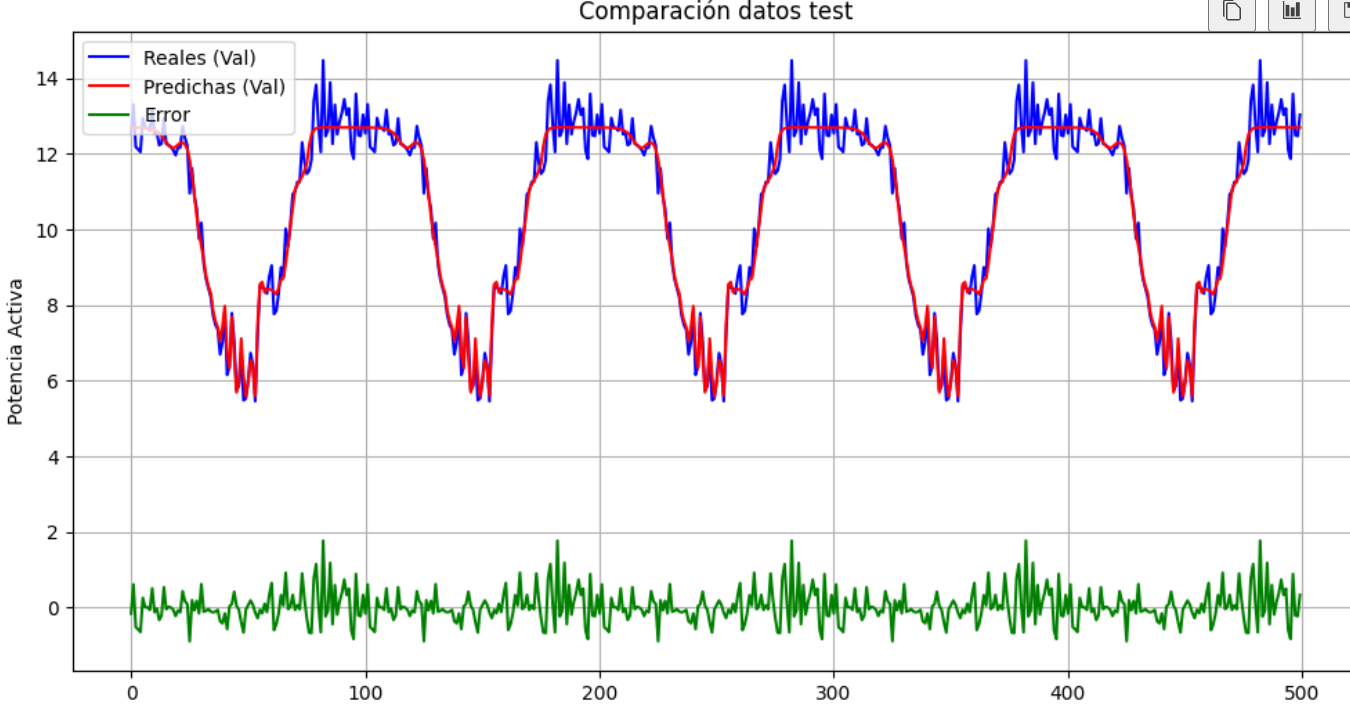 Comparación datos test
Reales (Val)
Predichas (Val)
Error
Potencia Activa
14
12
10
8
6
4
2
0
0 100 200 300 400 500